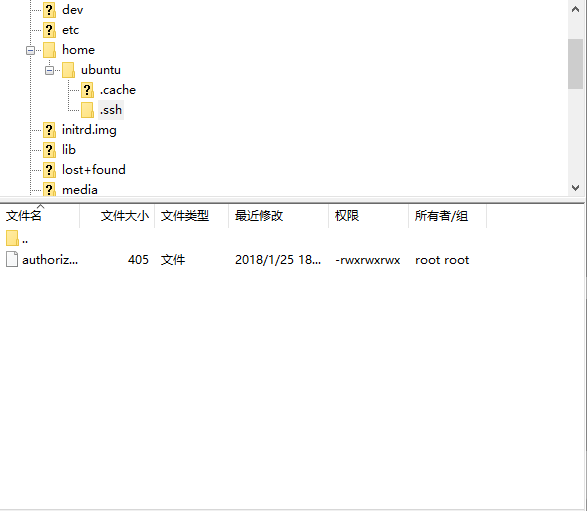 dev
etc
home
ubuntu
.cache
.ssh
initrd.img
lib
lost+found
media
文件名 文件大小 文件类型 最近修改 权限 所有者/组
..
authoriz... 405 文件 2018/1/25 18... -rwxrwxrwx root root